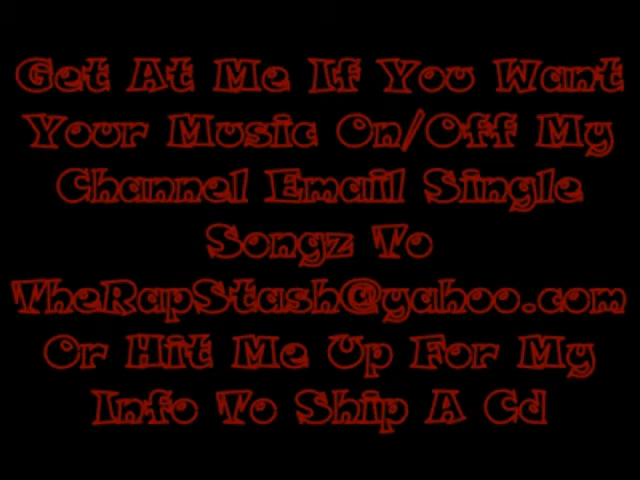 Get At Me If You Want
Your Music On/Off My
Channel Email Single
Songz To
TheRapStash@yahoo.com
Or Hit Me Up For My
Info To Ship A Cd